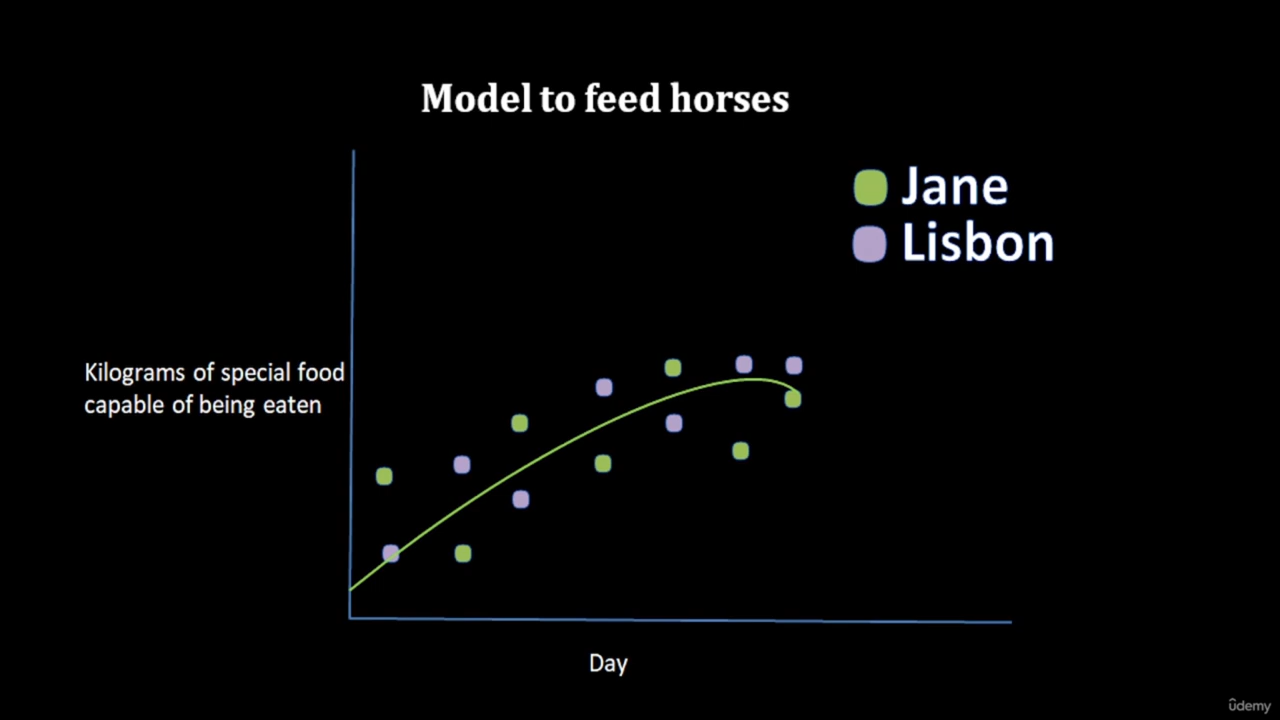 Model to feed horses
Jane
Lisbon
Kilograms of special food
capable of being eaten
Day
ûdemy